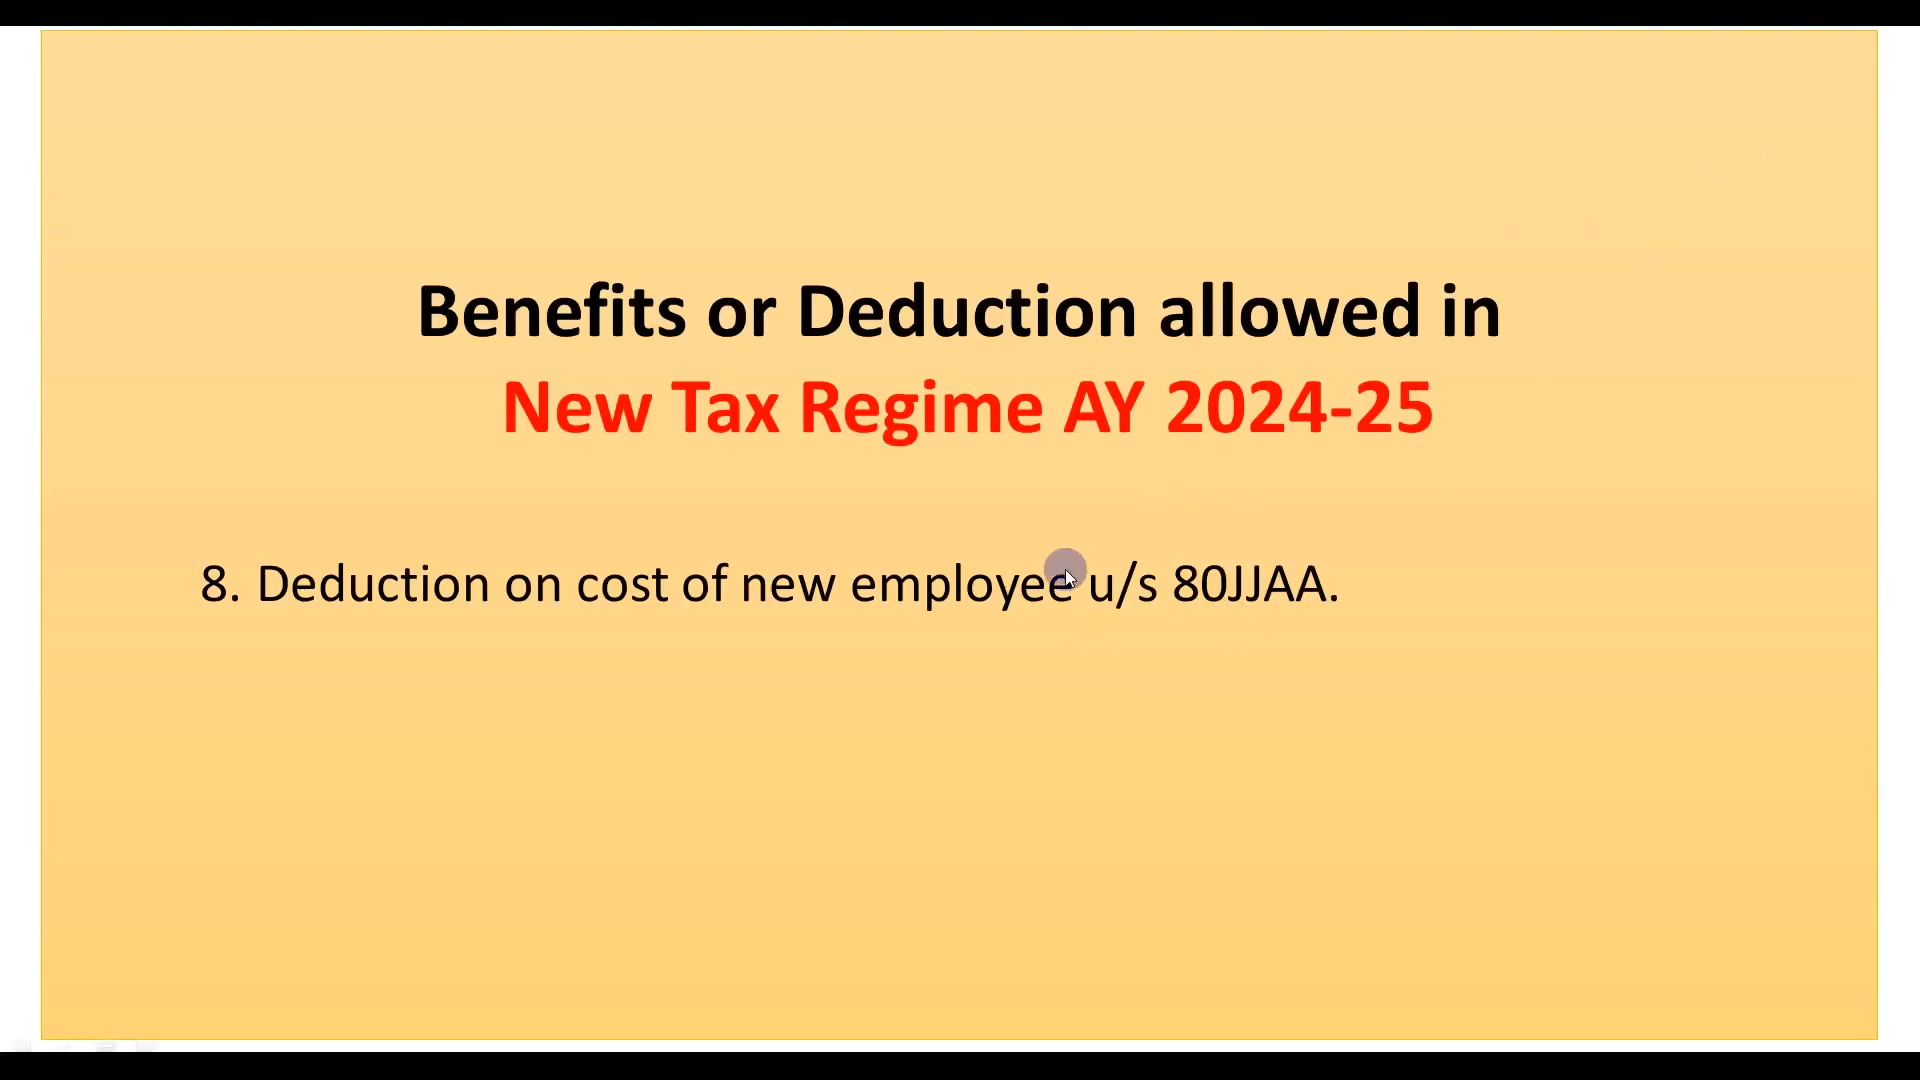 Benefits or Deduction allowed in
New Tax Regime AY 2024-25
8. Deduction on cost of new employee u/s 80JJAA.